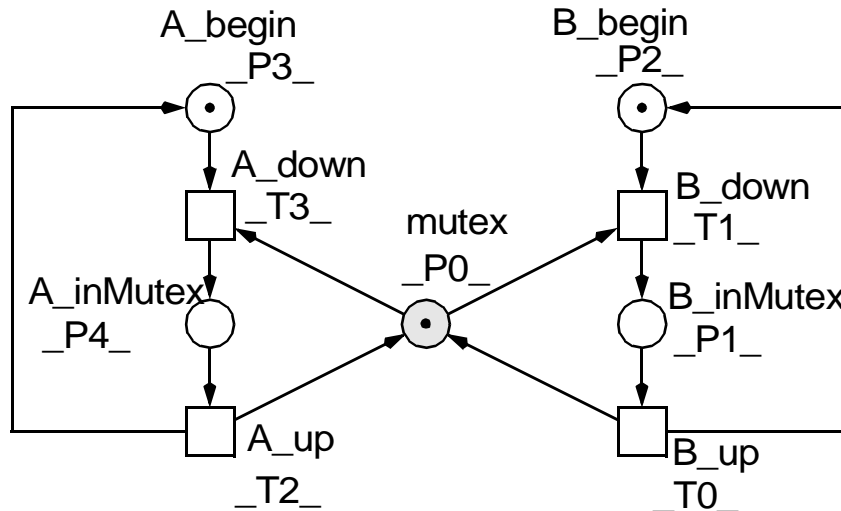 A_begin
_P3_
B_begin
_P2_
A_down
_T3_
B_down
_T1_
mutex
_P0_
A_inMutex
_P4_
B_inMutex
_P1_
A_up
_T2_
B_up
_T0_